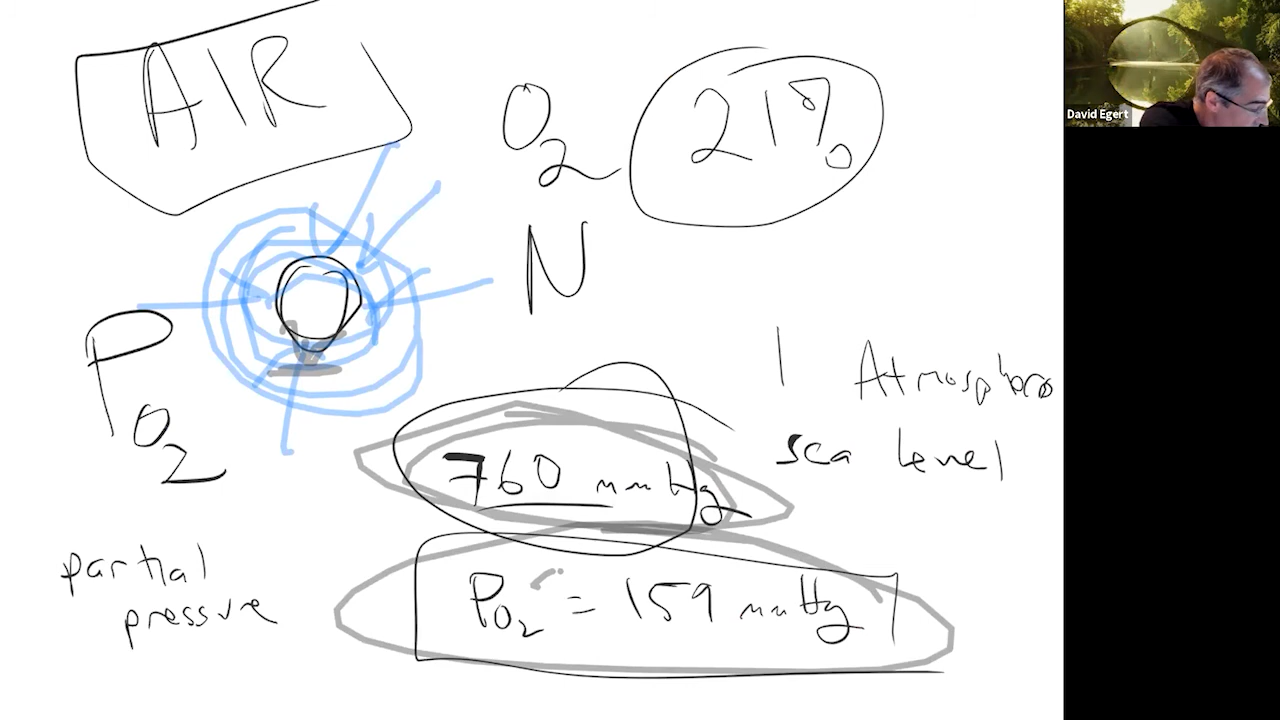 AIR
O2 21%
N
PO2
1 Atmosphere
sea level
760 mmHg
partial
pressure
PO2 = 159 mmHg
David Egert